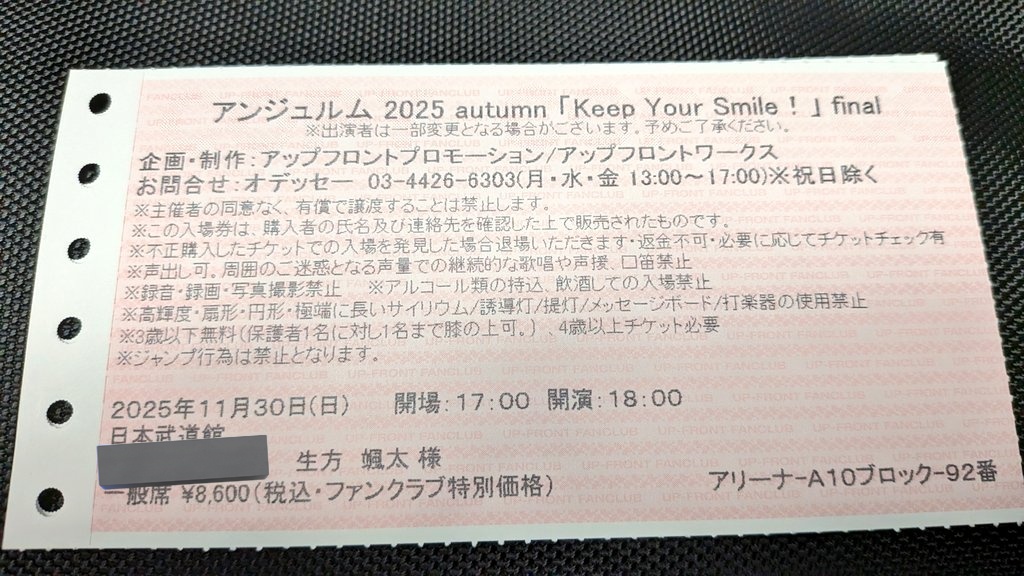 アンジュルム 2025 autumn「Keep Your Smile！」final
※出演者は一部変更となる場合がございます。予めご了承ください。
企画・制作：アップフロントプロモーション/アップフロントワークス
お問合せ：オデッセー 03-4426-6303(月・水・金 13:00～17:00)※祝日除く
※主催者の同意なく、有償で譲渡することは禁止します。
※この入場券は、購入者の氏名及び連絡先を確認した上で販売されたものです。
※不正購入したチケットでの入場を発見した場合退場いただきます・返金不可・必要に応じてチケットチェック有
※声出し可。周囲のご迷惑となる声量での継続的な歌唱や声援、口笛禁止
※録音・録画・写真撮影禁止 ※アルコール類の持込、飲酒しての入場禁止
※高輝度・扇形・円形・極端に長いサイリウム/誘導灯/提灯/メッセージボード/打楽器の使用禁止
※3歳以下無料(保護者1名に対し1名まで膝の上可。) 4歳以上チケット必要
※ジャンプ行為は禁止となります。
2025年11月30日(日) 開場：17:00 開演：18:00
日本武道館
生方 颯太 様
一般席 ¥8,600(税込・ファンクラブ特別価格)
アリーナ-A10ブロック-92番
UP-FRONT FANCLUB